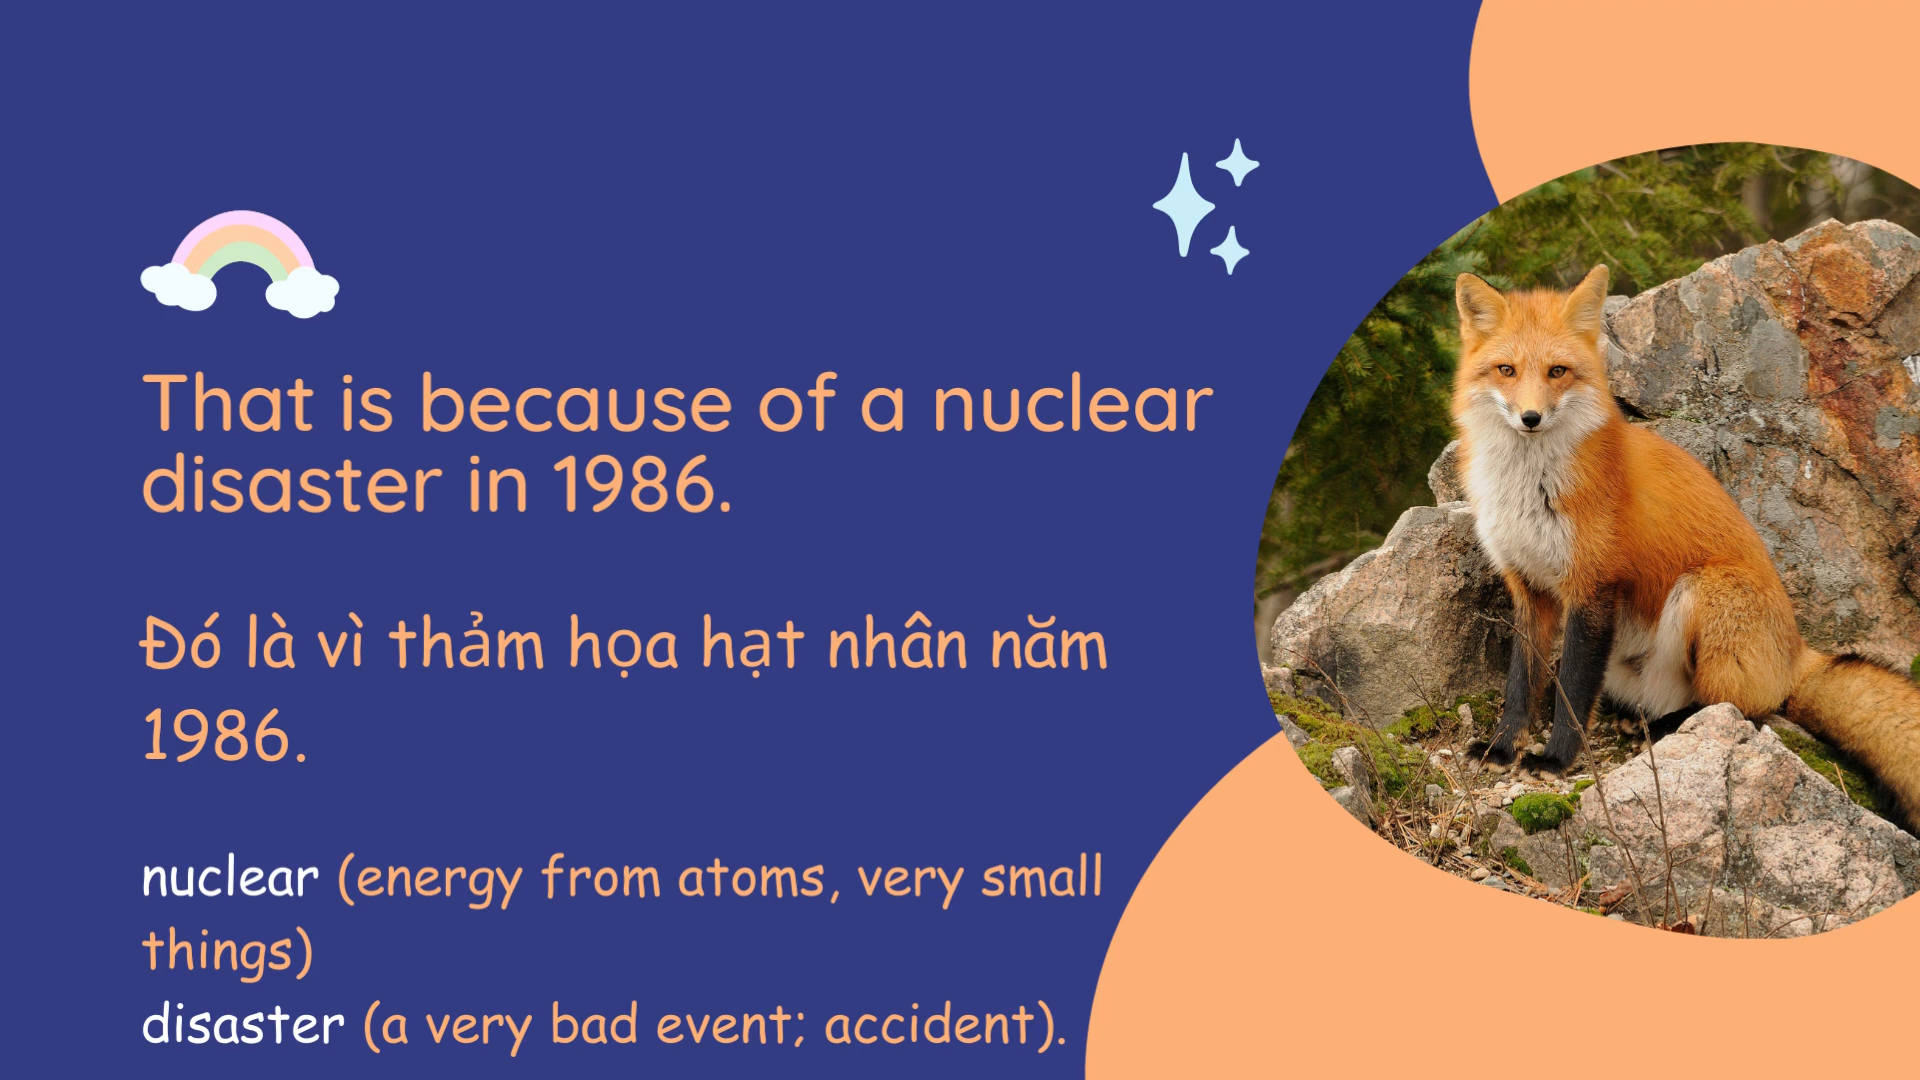 That is because of a nuclear
disaster in 1986.
Đó là vì thảm họa hạt nhân năm
1986.
nuclear (energy from atoms, very small
things)
disaster (a very bad event; accident).